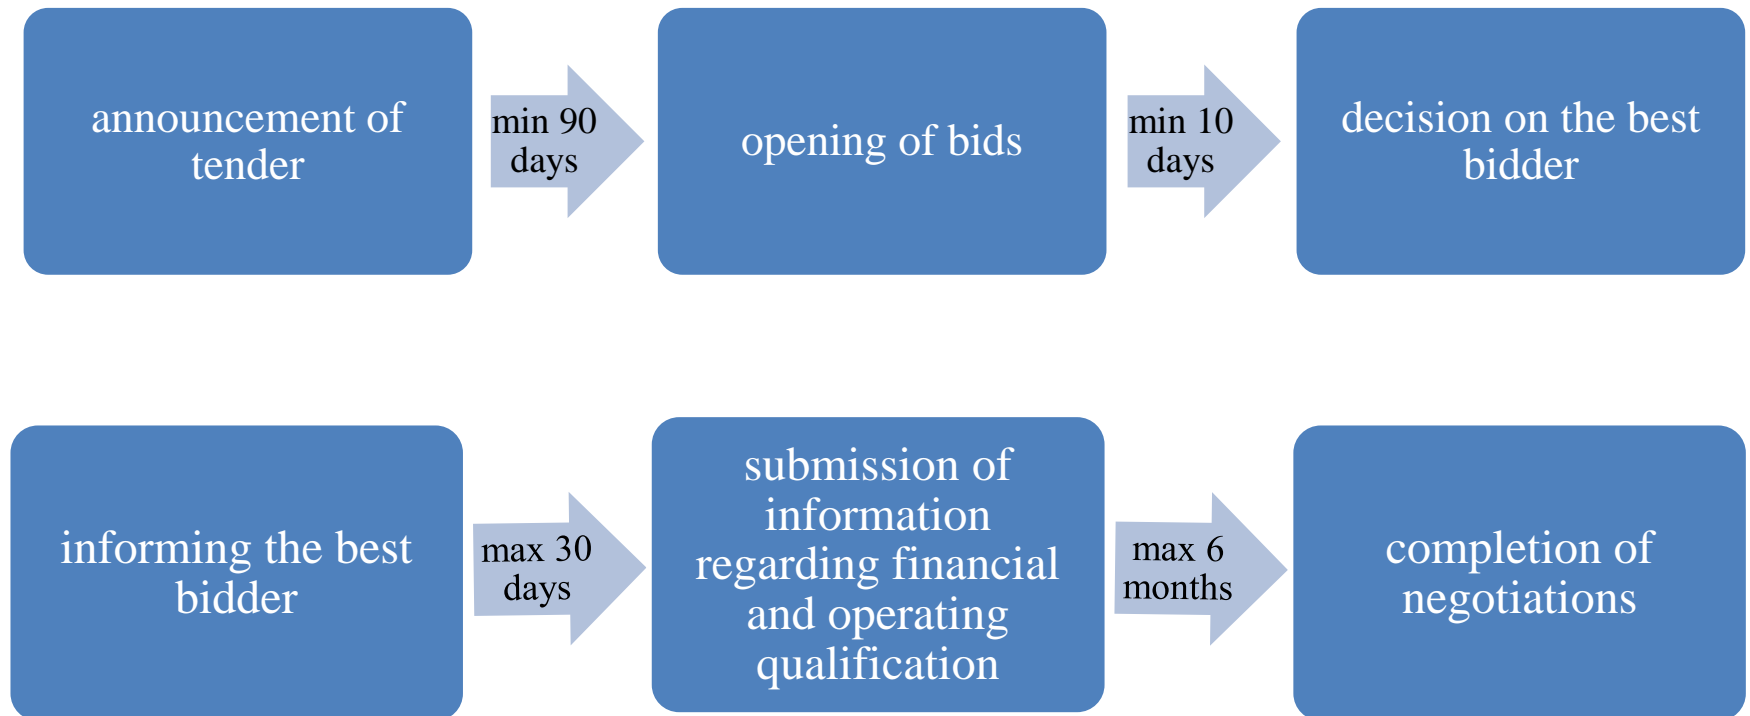 announcement of
tender
min 90
days
opening of bids
min 10
days
decision on the best
bidder
informing the best
bidder
max 30
days
submission of
information
regarding financial
and operating
qualification
max 6
months
completion of
negotiations